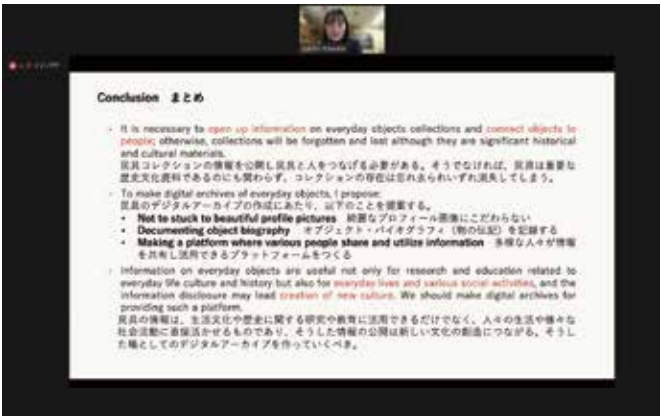 Conclusion まとめ
- It is necessary to open up information on everyday objects collections and connect objects to
people; otherwise, collections will be forgotten and lost although they are significant historical
and cultural materials.
民具コレクションの情報を公開し民具と人をつなげる必要がある。そうでなければ、民具は重要な
歴史文化資料であるのにも関わらず、コレクションの存在は忘れ去られいずれ消失してしまう。
- To make digital archives of everyday objects, I propose:
民具のデジタルアーカイブの作成にあたり、以下のことを提案する。
• Not to stuck to beautiful profile pictures 綺麗なプロフィール画像にこだわらない
• Documenting object biography オブジェクト・バイオグラフィ（物の伝記）を記録する
• Making a platform where various people share and utilize information 多様な人々が情報
を共有し活用できるプラットフォームをつくる
- Information on everyday objects are useful not only for research and education related to
everyday life culture and history but also for everyday lives and various social activities, and the
information disclosure may lead creation of new culture. We should make digital archives for
providing such a platform.
民具の情報は、生活文化や歴史に関する研究や教育に活用できるだけでなく、人々の生活や様々な
社会活動に直接活かせるものであり、そうした情報の公開は新しい文化の創造につながる。そうし
た場としてのデジタルアーカイブを作っていくべき。